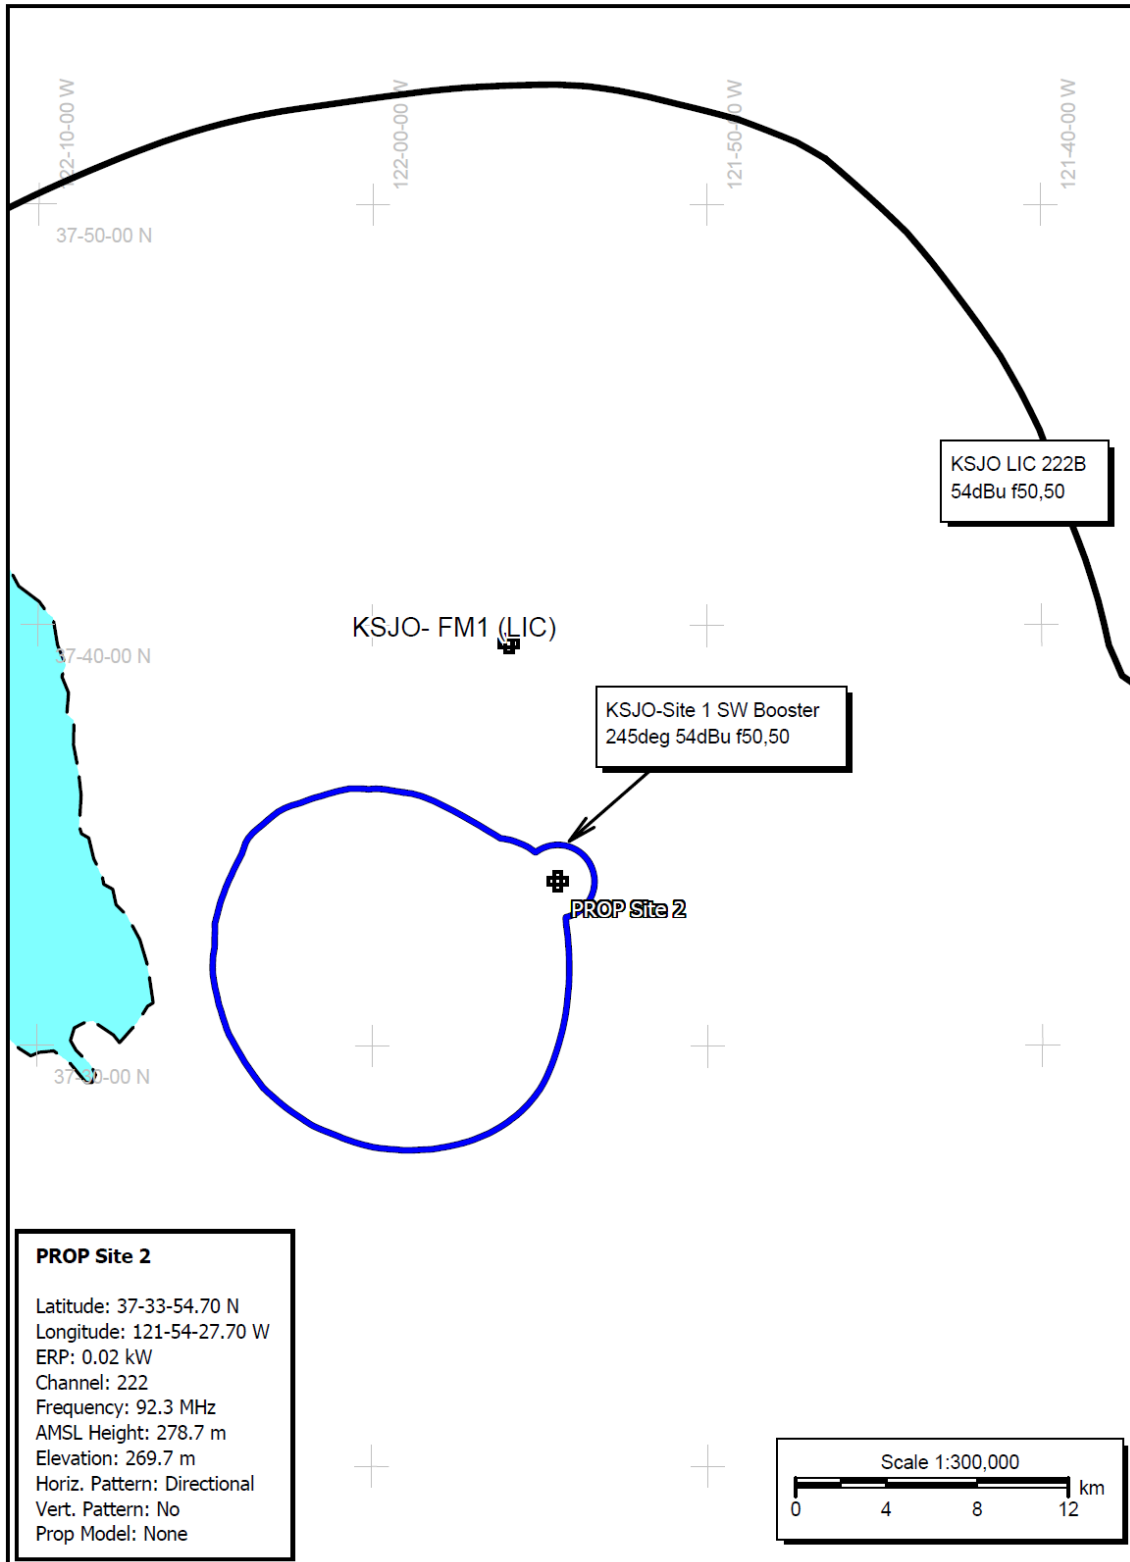 122-10-00 W
122-00-00 W
121-50-00 W
121-40-00 W
37-50-00 N
KSJO LIC 222B
54dBu f50,50
KSJO- FM1 (LIC)
37-40-00 N
KSJO-Site 1 SW Booster
245deg 54dBu f50,50
PROP Site 2
37-30-00 N
PROP Site 2
Latitude: 37-33-54.70 N
Longitude: 121-54-27.70 W
ERP: 0.02 kW
Channel: 222
Frequency: 92.3 MHz
AMSL Height: 278.7 m
Elevation: 269.7 m
Horiz. Pattern: Directional
Vert. Pattern: No
Prop Model: None
Scale 1:300,000
km
0 4 8 12